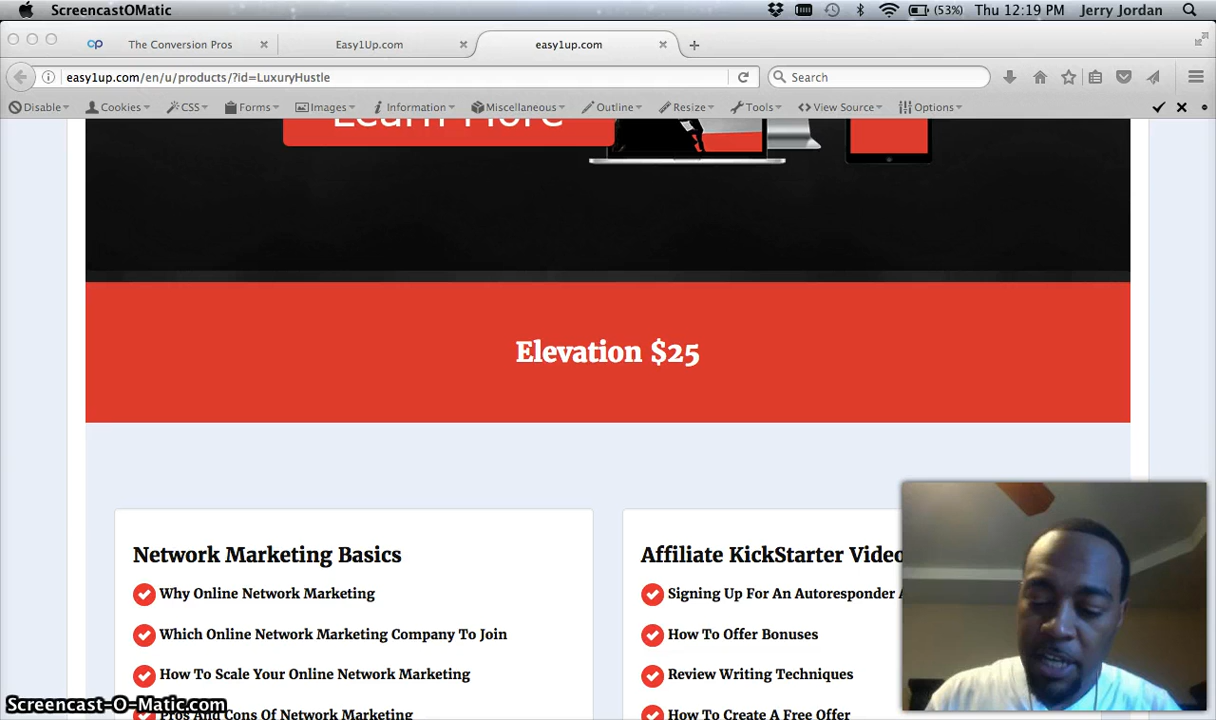 ScreencastOMatic
(53%) Thu 12:19 PM Jerry Jordan
The Conversion Pros
Easy1Up.com
easy1up.com
easy1up.com/en/u/products/?id=LuxuryHustle
Search
Disable Cookies CSS Forms Images Information Miscellaneous Outline Resize Tools View Source Options
Learn More
Elevation $25
Network Marketing Basics
Why Online Network Marketing
Which Online Network Marketing Company To Join
How To Scale Your Online Network Marketing
Pros And Cons Of Network Marketing
Affiliate KickStarter Video
Signing Up For An Autoresponder
How To Offer Bonuses
Review Writing Techniques
How To Create A Free Offer
Screencast-O-Matic.com